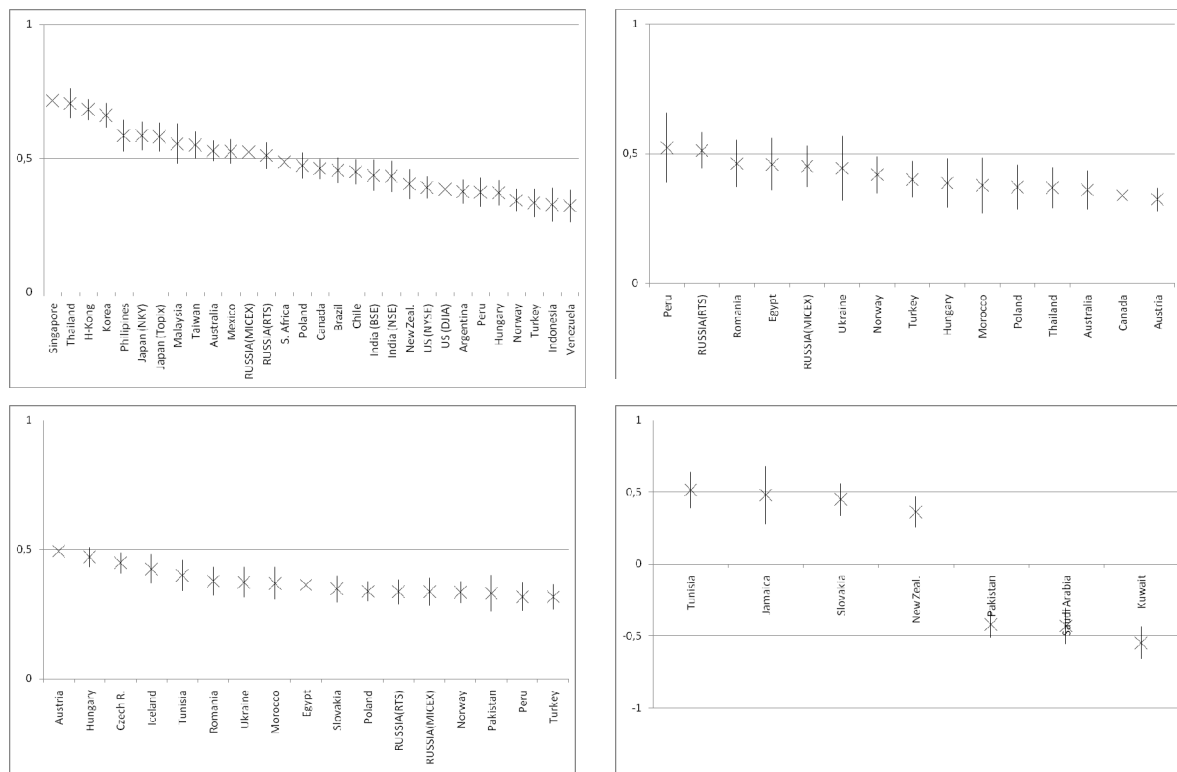 1
0,5
0
Singapore
Thailand
H-Kong
Korea
Philipines
Japan (NKY)
Japan (Topix)
Malaysia
Taiwan
Australia
Mexico
RUSSIA(MICEX)
RUSSIA(RTS)
S. Africa
Poland
Canada
Brazil
Chile
India (BSE)
India (NSE)
New Zeal.
US (NYSE)
US (DJIA)
Argentina
Peru
Hungary
Norway
Turkey
Indonesia
Venezuela
1
0,5
0
Peru
RUSSIA(RTS)
Romania
Egypt
RUSSIA(MICEX)
Ukraine
Norway
Turkey
Hungary
Morocco
Poland
Thailand
Australia
Canada
Austria
1
0,5
0
Austria
Hungary
Czech R.
Iceland
Tunisia
Romania
Ukraine
Morocco
Egypt
Slovakia
Poland
RUSSIA(RTS)
RUSSIA(MICEX)
Norway
Pakistan
Peru
Turkey
1
0,5
0
-0,5
-1
Tunisia
Jamaica
Slovakia
New Zeal.
Pakistan
Saudi Arabia
Kuwait